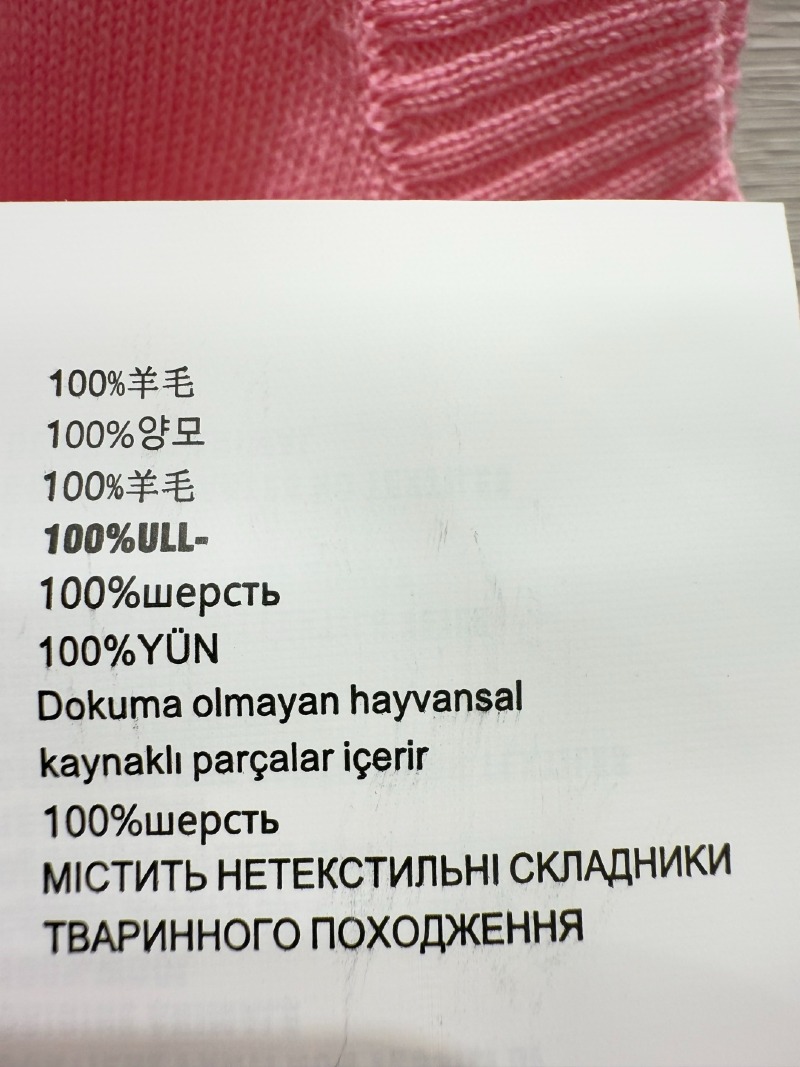 100%羊毛
100%양모
100%羊毛
100%ULL-
100%шерсть
100%YÜN
Dokuma olmayan hayvansal
kaynaklı parçalar içerir
100%шерсть
МІСТИТЬ НЕТЕКСТИЛЬНІ СКЛАДНИКИ
ТВАРИННОГО ПОХОДЖЕННЯ